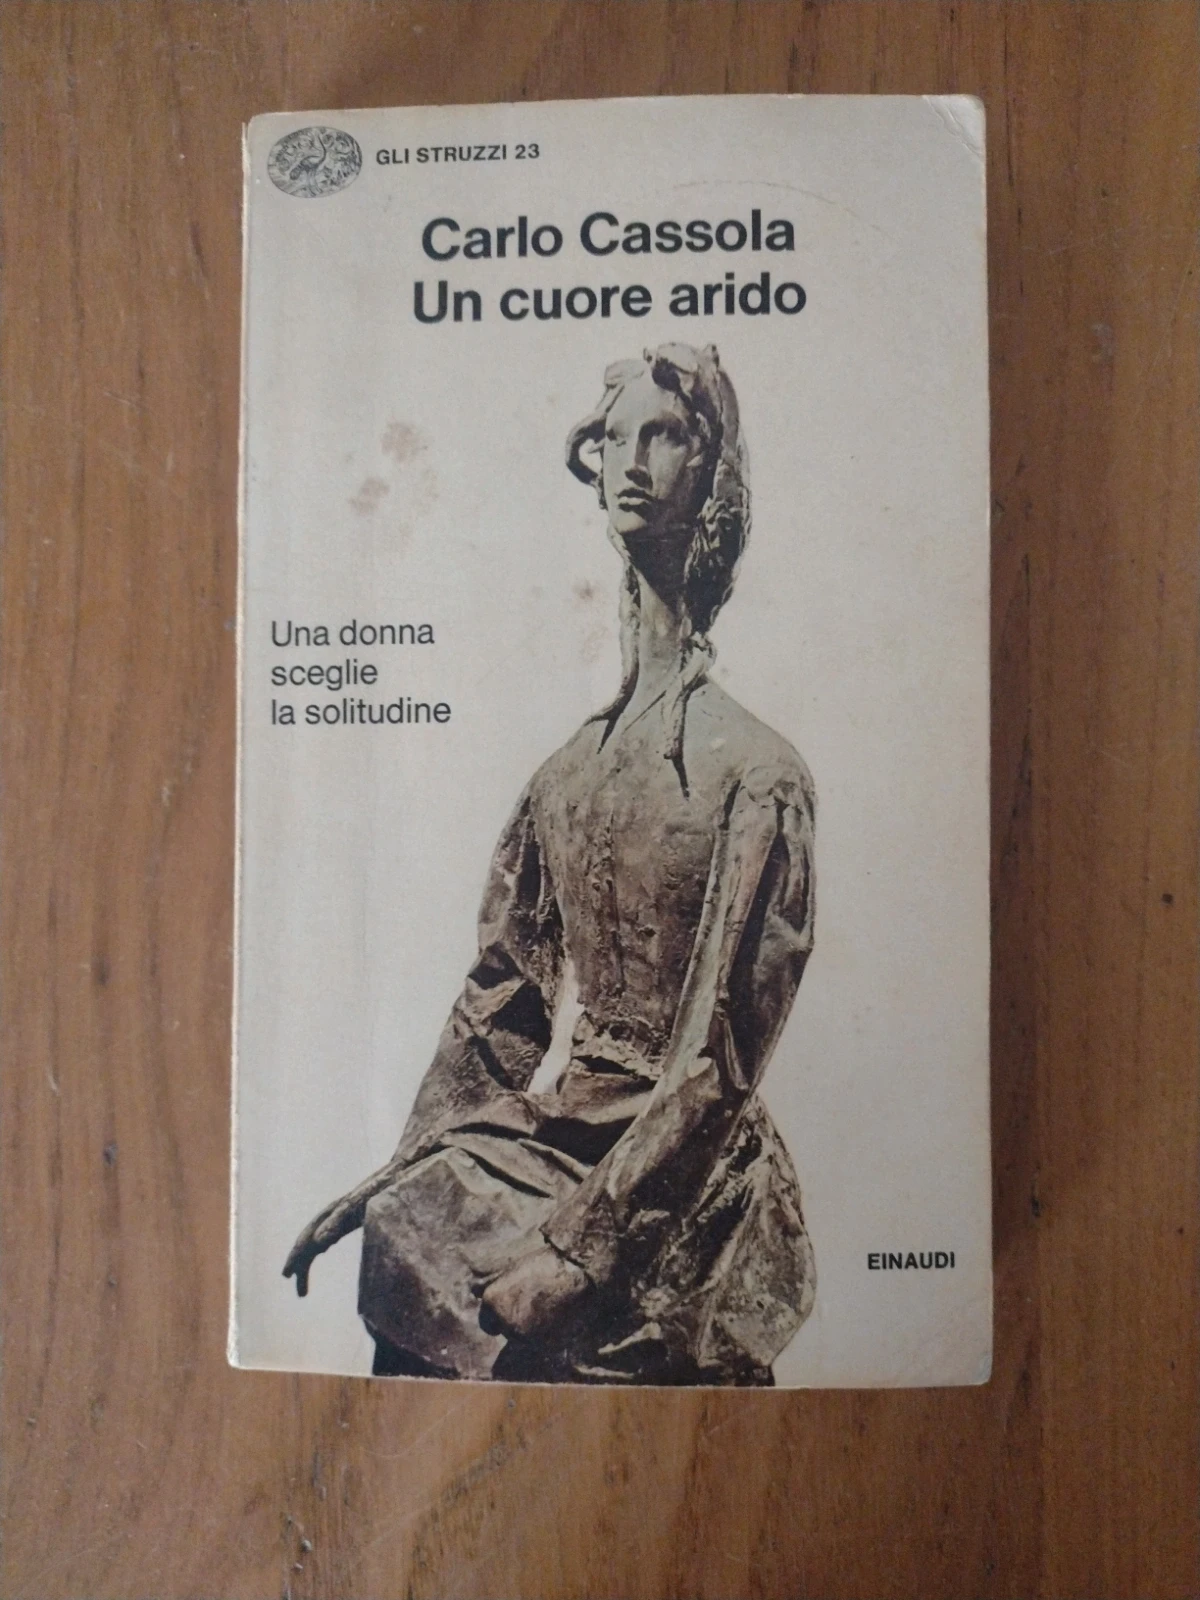 GLI STRUZZI 23
Carlo Cassola
Un cuore arido
Una donna
sceglie
la solitudine
EINAUDI